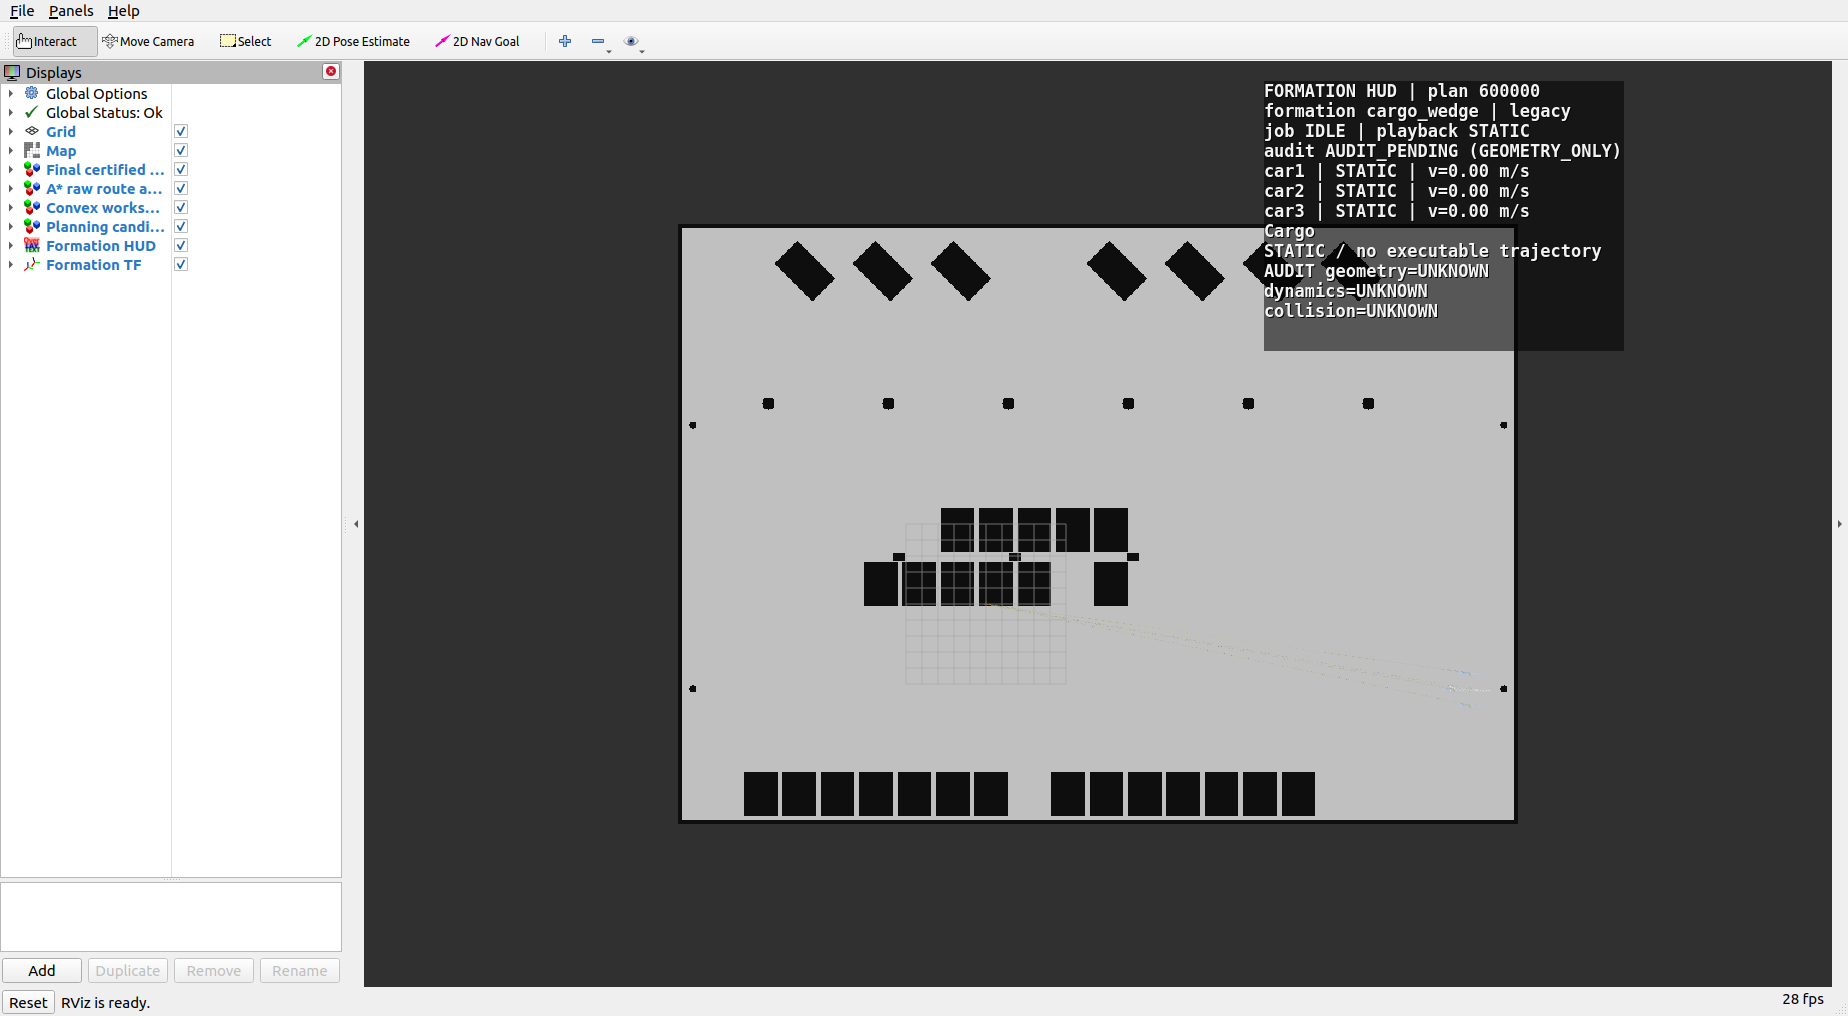 File Panels Help
Interact Move Camera Select 2D Pose Estimate 2D Nav Goal
Displays
Global Options
Global Status: Ok
Grid
Map
Final certified ...
A* raw route a...
Convex works...
Planning candi...
Formation HUD
Formation TF
FORMATION HUD | plan 600000
formation cargo_wedge | legacy
job IDLE | playback STATIC
audit AUDIT_PENDING (GEOMETRY_ONLY)
car1 | STATIC | v=0.00 m/s
car2 | STATIC | v=0.00 m/s
car3 | STATIC | v=0.00 m/s
Cargo
STATIC / no executable trajectory
AUDIT geometry=UNKNOWN
dynamics=UNKNOWN
collision=UNKNOWN
Add Duplicate Remove Rename
Reset RViz is ready.
28 fps